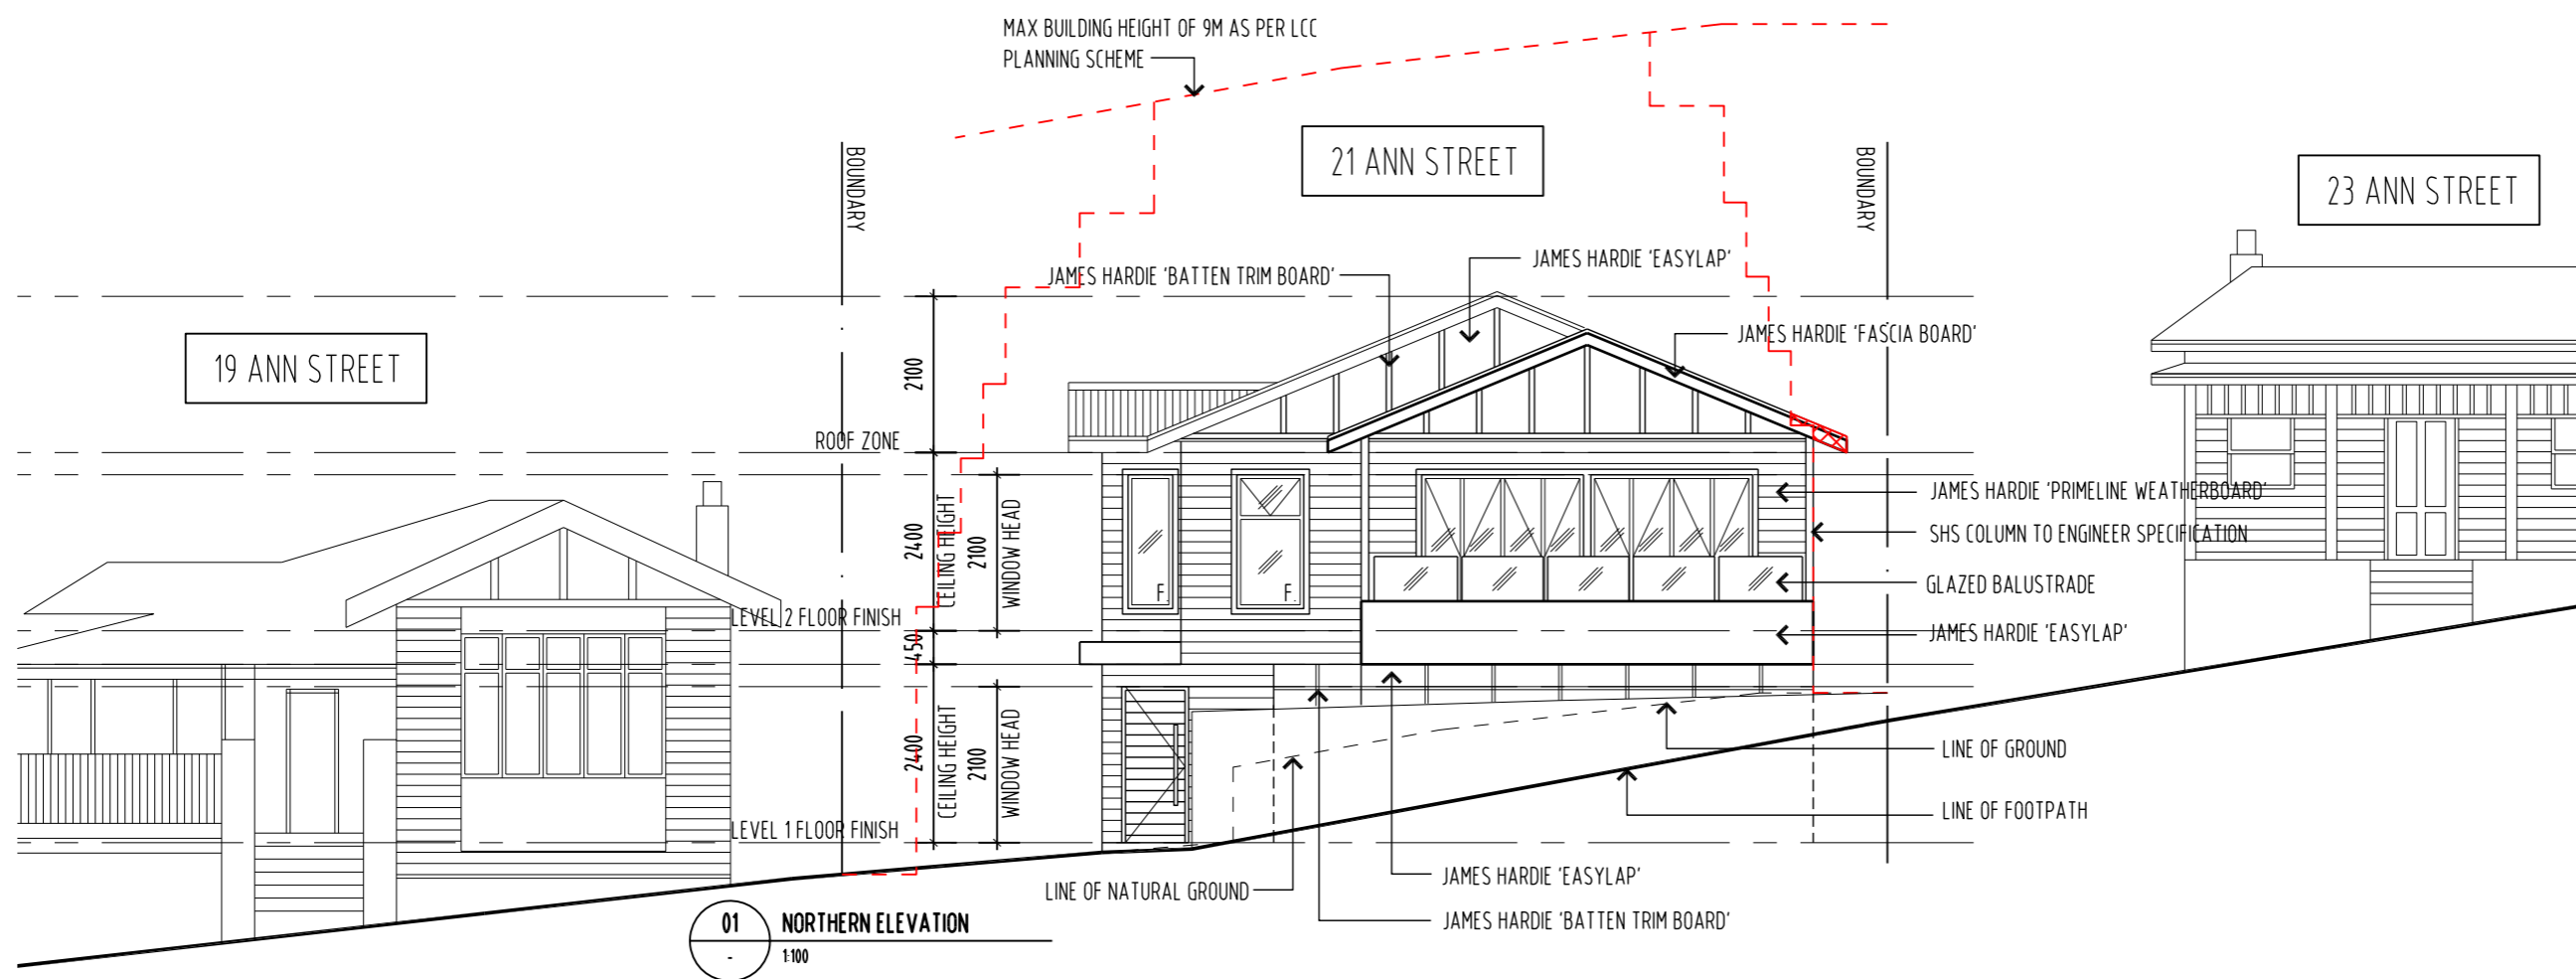 MAX BUILDING HEIGHT OF 9M AS PER LCC
PLANNING SCHEME
BOUNDARY
21 ANN STREET
BOUNDARY
23 ANN STREET
JAMES HARDIE 'BATTEN TRIM BOARD'
JAMES HARDIE 'EASYLAP'
JAMES HARDIE 'FASCIA BOARD'
19 ANN STREET
2100
ROOF ZONE
2400
CEILING HEIGHT
2100
WINDOW HEAD
JAMES HARDIE 'PRIMELINE WEATHERBOARD'
SHS COLUMN TO ENGINEER SPECIFICATION
F.
F.
GLAZED BALUSTRADE
LEVEL 2 FLOOR FINISH
450
JAMES HARDIE 'EASYLAP'
2400
CEILING HEIGHT
2100
WINDOW HEAD
LINE OF GROUND
LINE OF FOOTPATH
LEVEL 1 FLOOR FINISH
LINE OF NATURAL GROUND
JAMES HARDIE 'EASYLAP'
JAMES HARDIE 'BATTEN TRIM BOARD'
01
-
NORTHERN ELEVATION
1:100